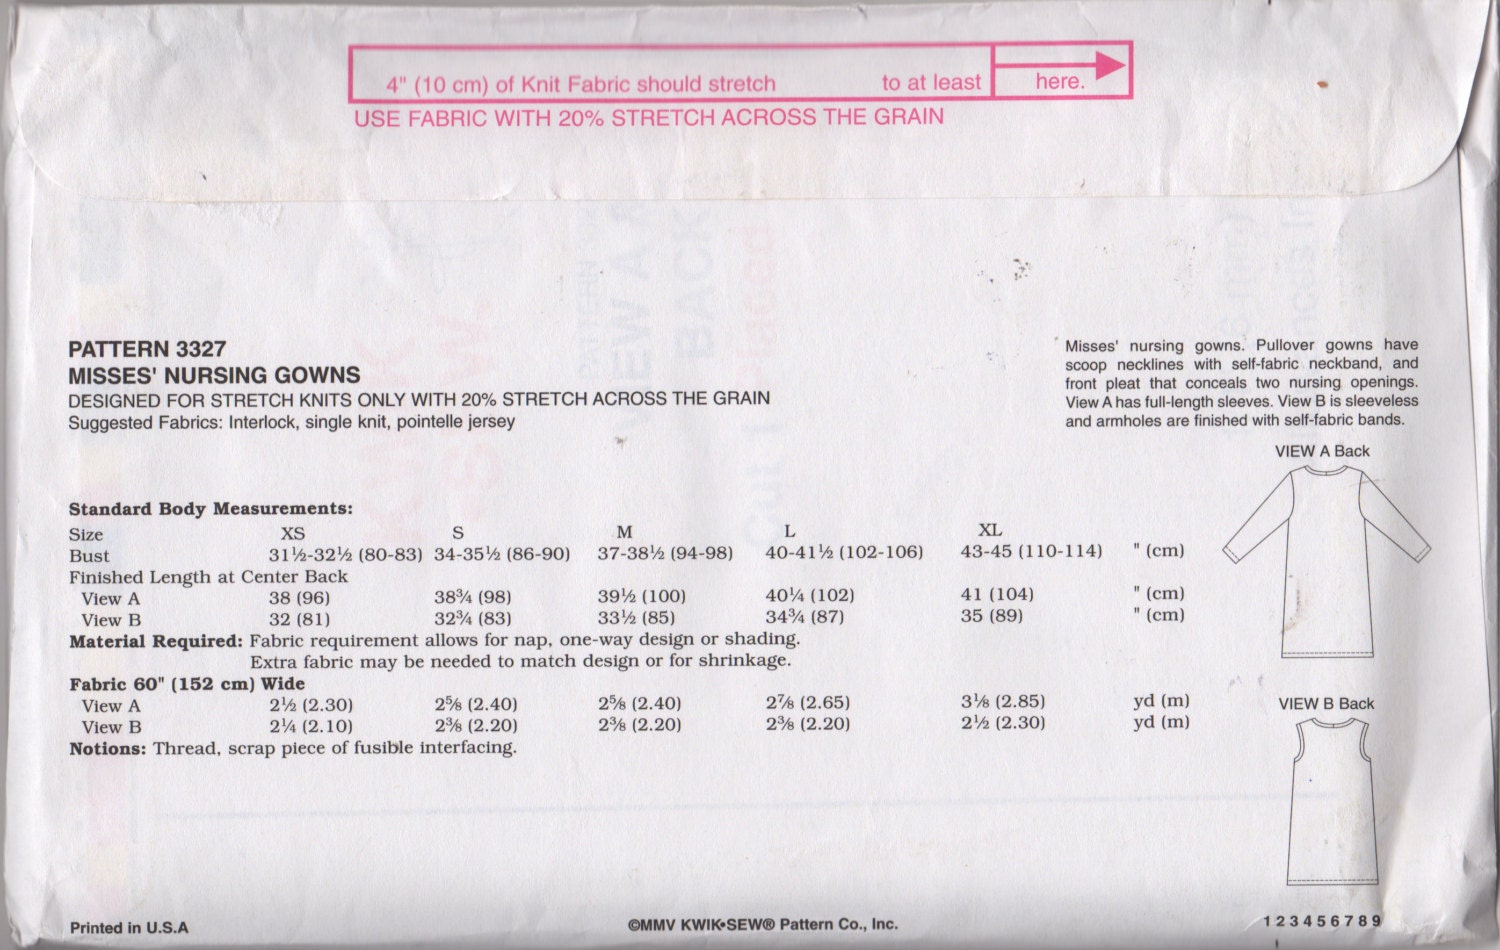 4" (10 cm) of Knit Fabric should stretch to at least here.
USE FABRIC WITH 20% STRETCH ACROSS THE GRAIN
PATTERN 3327
MISSES' NURSING GOWNS
DESIGNED FOR STRETCH KNITS ONLY WITH 20% STRETCH ACROSS THE GRAIN
Suggested Fabrics: Interlock, single knit, pointelle jersey
Misses' nursing gowns. Pullover gowns have
scoop necklines with self-fabric neckband, and
front pleat that conceals two nursing openings.
View A has full-length sleeves. View B is sleeveless
and armholes are finished with self-fabric bands.
VIEW A Back
Standard Body Measurements:
Size XS S M L XL
Bust 31½-32½ (80-83) 34-35½ (86-90) 37-38½ (94-98) 40-41½ (102-106) 43-45 (110-114) " (cm)
Finished Length at Center Back
View A 38 (96) 38¾ (98) 39½ (100) 40¼ (102) 41 (104) " (cm)
View B 32 (81) 32¾ (83) 33½ (85) 34¾ (87) 35 (89) " (cm)
Material Required: Fabric requirement allows for nap, one-way design or shading.
Extra fabric may be needed to match design or for shrinkage.
Fabric 60" (152 cm) Wide
View A 2½ (2.30) 2⅝ (2.40) 2⅝ (2.40) 2⅞ (2.65) 3⅛ (2.85) yd (m)
View B 2¼ (2.10) 2⅜ (2.20) 2⅜ (2.20) 2⅜ (2.20) 2½ (2.30) yd (m)
Notions: Thread, scrap piece of fusible interfacing.
VIEW B Back
Printed in U.S.A
©MMV KWIK•SEW® Pattern Co., Inc.
1 2 3 4 5 6 7 8 9